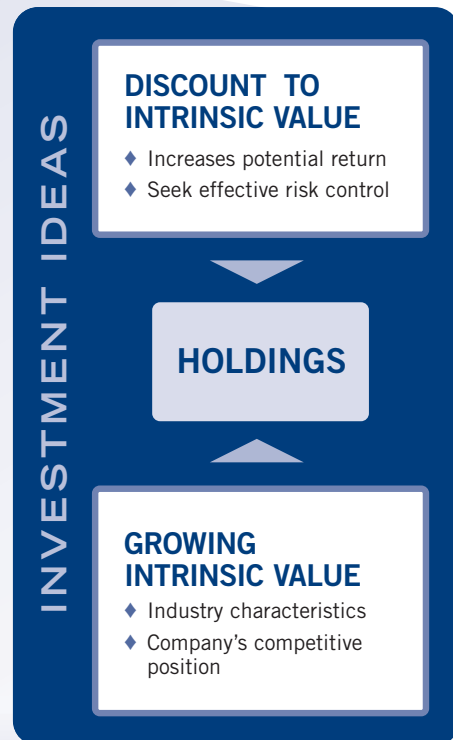 INVESTMENT IDEAS
DISCOUNT TO
INTRINSIC VALUE
♦ Increases potential return
♦ Seek effective risk control
HOLDINGS
GROWING
INTRINSIC VALUE
♦ Industry characteristics
♦ Company's competitive
position